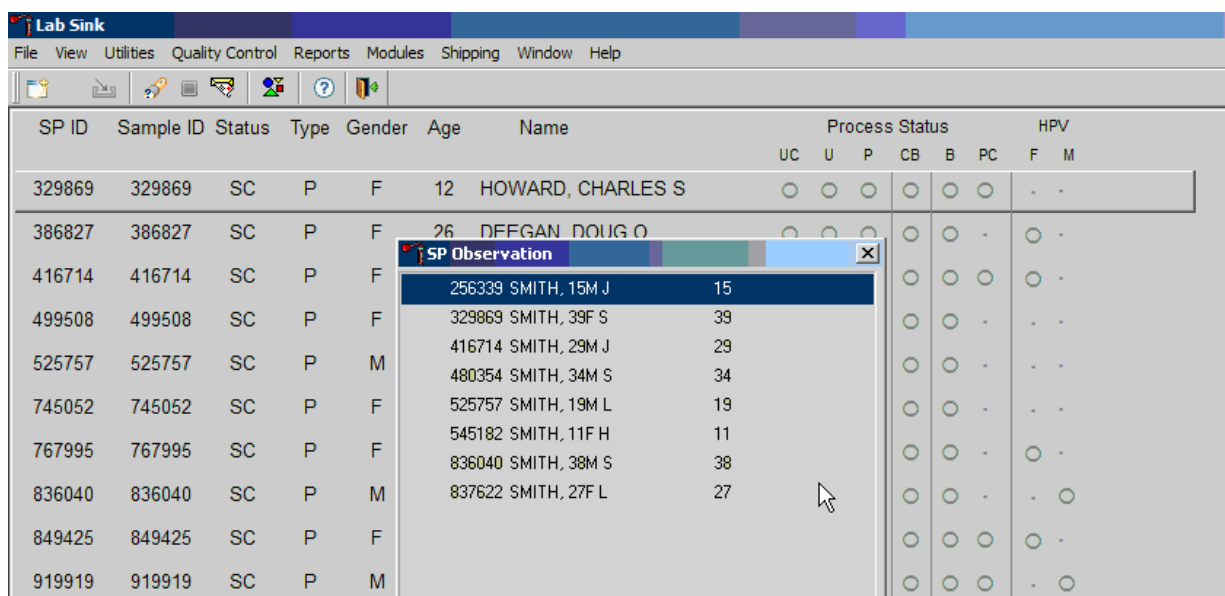 Lab Sink
File View Utilities Quality Control Reports Modules Shipping Window Help
SP ID Sample ID Status Type Gender Age Name Process Status HPV
UC U P CB B PC F M
329869 329869 SC P F 12 HOWARD, CHARLES S - -
386827 386827 SC P F 26 DEEGAN, DOUG O - -
SP Observation
416714 416714 SC P F -
499508 499508 SC P F - - -
525757 525757 SC P M - - -
745052 745052 SC P F - - -
767995 767995 SC P F - -
836040 836040 SC P M - -
849425 849425 SC P F -
919919 919919 SC P M -
256339 SMITH, 15M J 15
329869 SMITH, 39F S 39
416714 SMITH, 29M J 29
480354 SMITH, 34M S 34
525757 SMITH, 19M L 19
545182 SMITH, 11F H 11
836040 SMITH, 38M S 38
837622 SMITH, 27F L 27